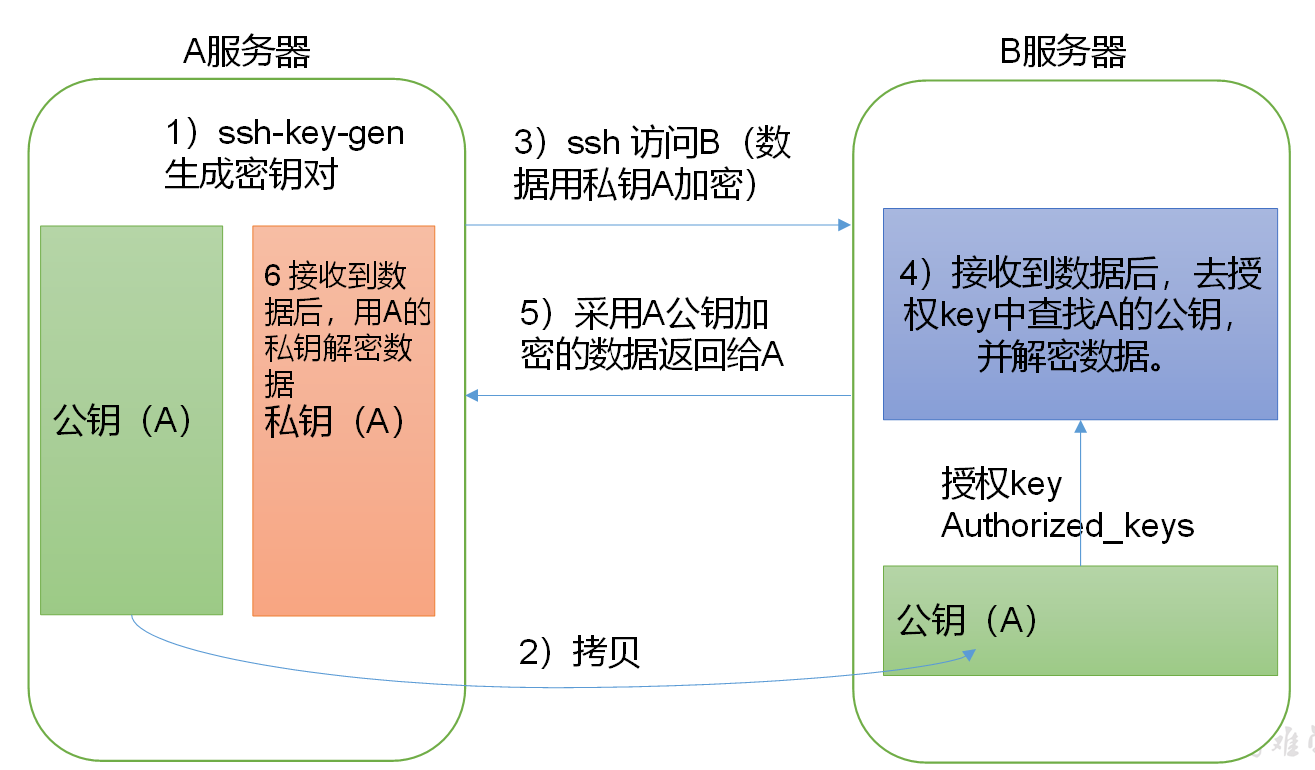 A服务器
B服务器
1）ssh-key-gen
生成密钥对
3）ssh 访问B（数
据用私钥A加密）
6 接收到数
据后，用A的
私钥解密数
据
公钥（A）
私钥（A）
5）采用A公钥加
密的数据返回给A
4）接收到数据后，去授
权key中查找A的公钥，
并解密数据。
授权key
Authorized_keys
公钥（A）
2）拷贝
难